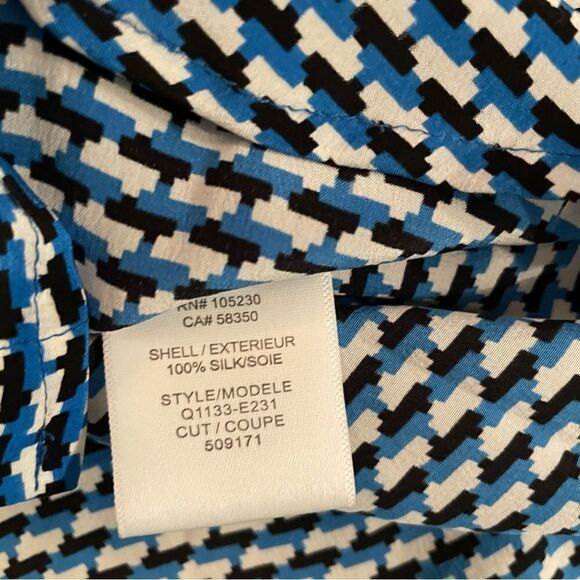 RN# 105230
CA# 58350
SHELL / EXTERIEUR
100% SILK/SOIE
STYLE/MODELE
Q1133-E231
CUT / COUPE
509171